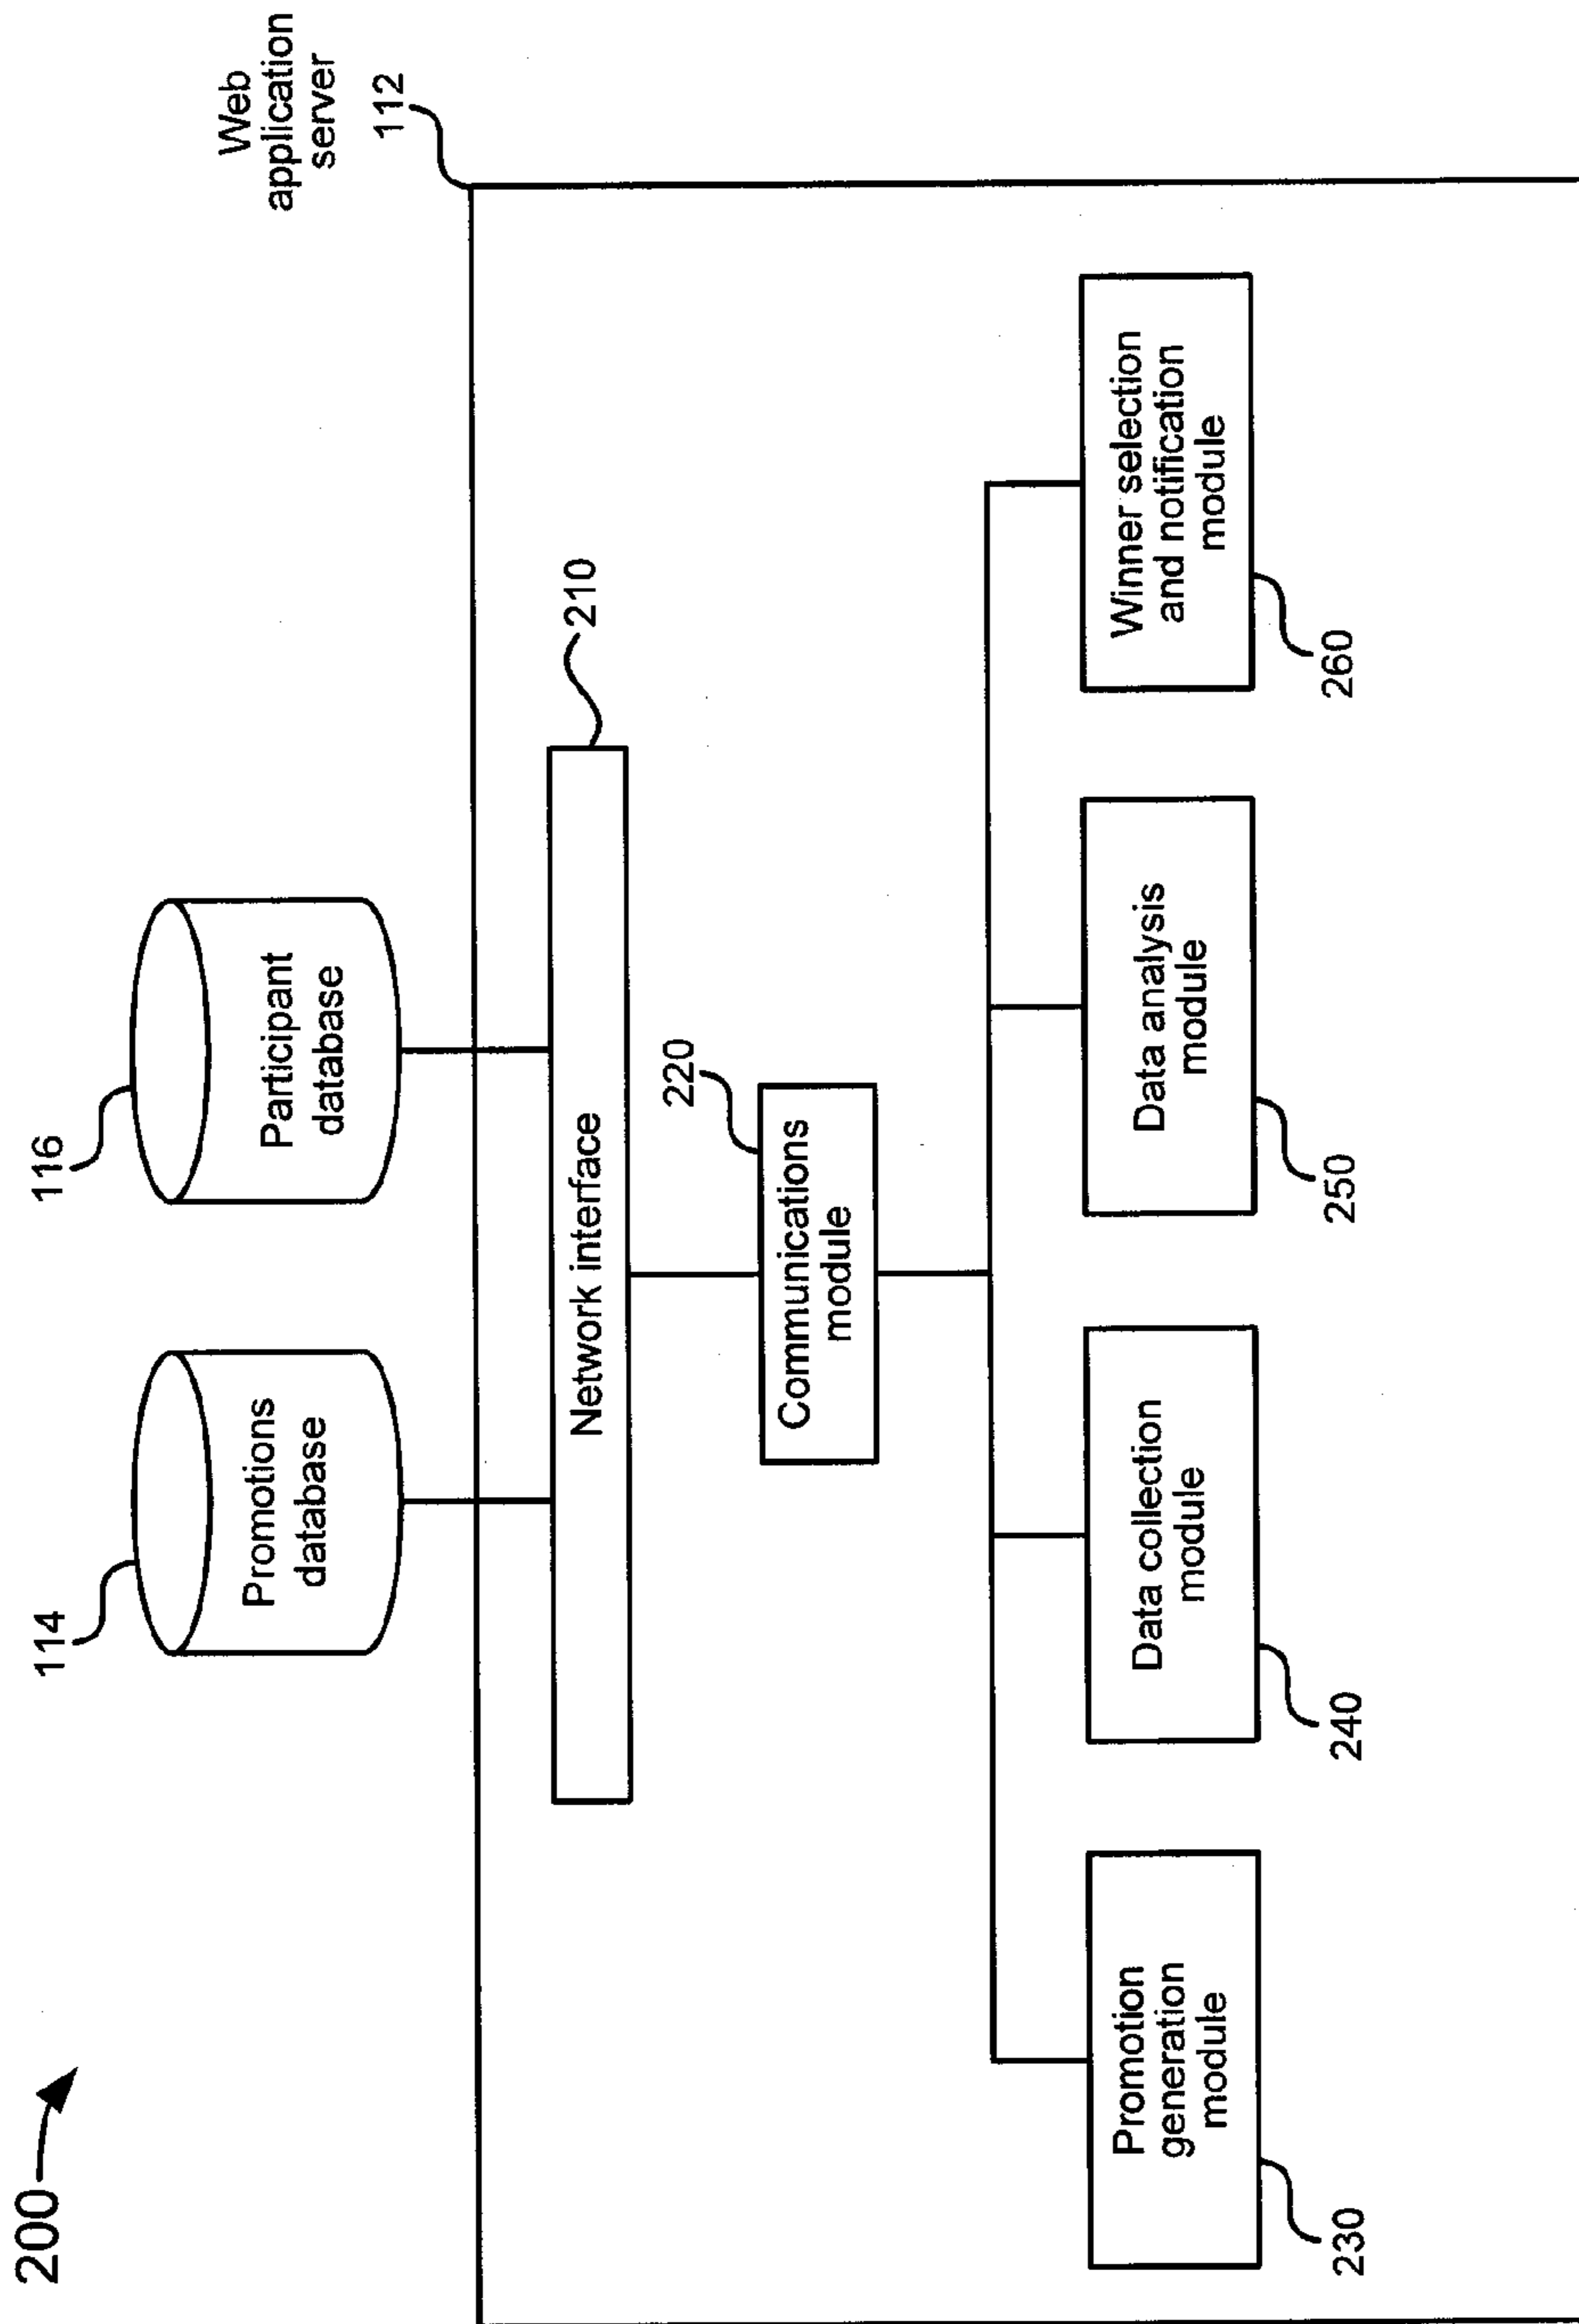 200
Web
application
server
112
114
Promotions
database
116
Participant
database
210
Network interface
220
Communications
module
Promotion
generation
module
230
Data collection
module
240
Data analysis
module
250
Winner selection
and notification
module
260